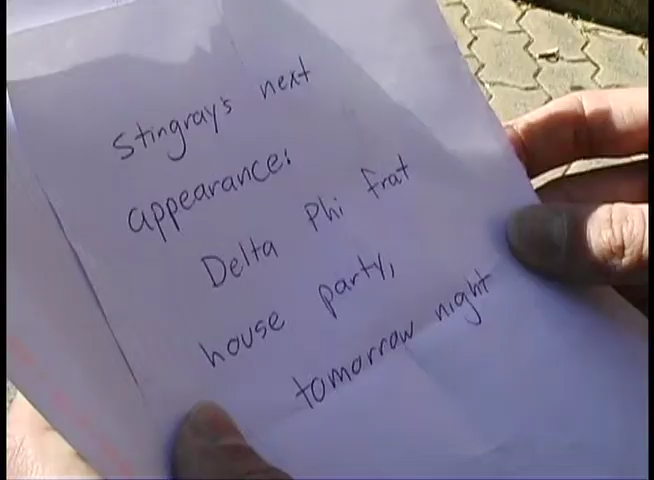 Stingray's next
appearance:
Delta Phi frat
house party,
tomorrow night